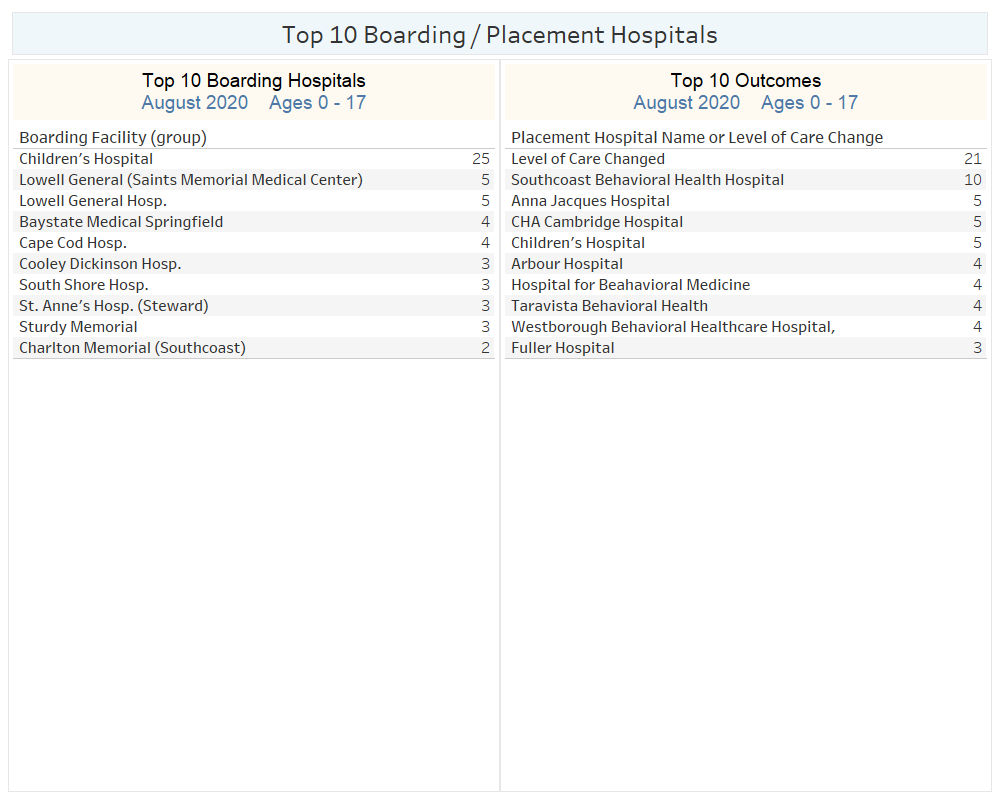 Top 10 Boarding / Placement Hospitals
Top 10 Boarding Hospitals
August 2020 Ages 0 - 17
Boarding Facility (group)
Children's Hospital 25
Lowell General (Saints Memorial Medical Center) 5
Lowell General Hosp. 5
Baystate Medical Springfield 4
Cape Cod Hosp. 4
Cooley Dickinson Hosp. 3
South Shore Hosp. 3
St. Anne's Hosp. (Steward) 3
Sturdy Memorial 3
Charlton Memorial (Southcoast) 2
Top 10 Outcomes
August 2020 Ages 0 - 17
Placement Hospital Name or Level of Care Change
Level of Care Changed 21
Southcoast Behavioral Health Hospital 10
Anna Jacques Hospital 5
CHA Cambridge Hospital 5
Children's Hospital 5
Arbour Hospital 4
Hospital for Beahavioral Medicine 4
Taravista Behavioral Health 4
Westborough Behavioral Healthcare Hospital, 4
Fuller Hospital 3